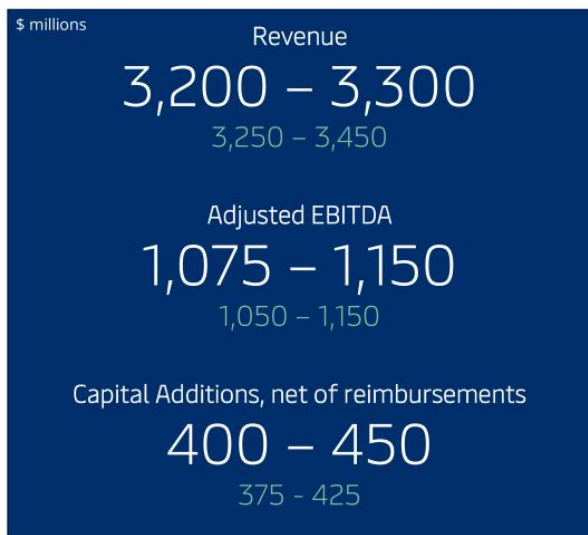 $ millions
Revenue
3,200 – 3,300
3,250 – 3,450
Adjusted EBITDA
1,075 – 1,150
1,050 – 1,150
Capital Additions, net of reimbursements
400 – 450
375 - 425